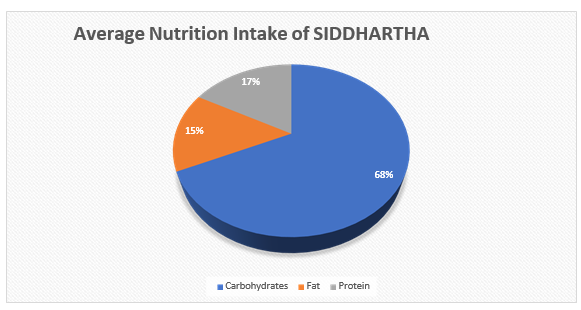 Average Nutrition Intake of SIDDHARTHA
17%
15%
68%
Carbohydrates Fat Protein